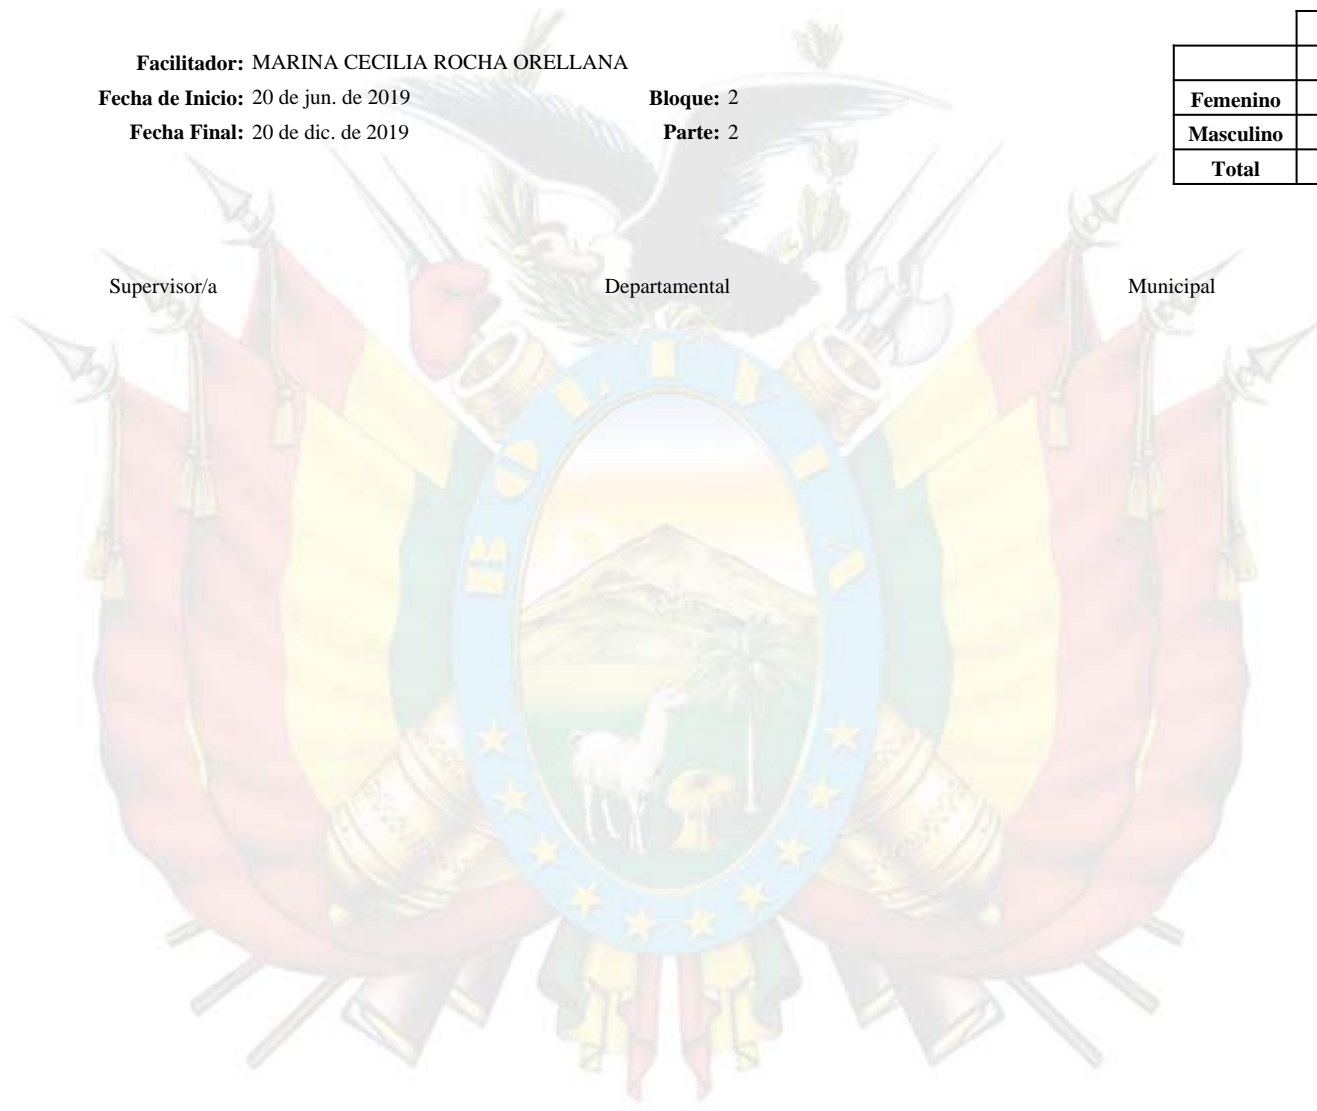 Facilitador: MARINA CECILIA ROCHA ORELLANA
Fecha de Inicio: 20 de jun. de 2019 Bloque: 2
Femenino
Fecha Final: 20 de dic. de 2019 Parte: 2
Masculino
Total
Supervisor/a Departamental Municipal
BOLIVIA